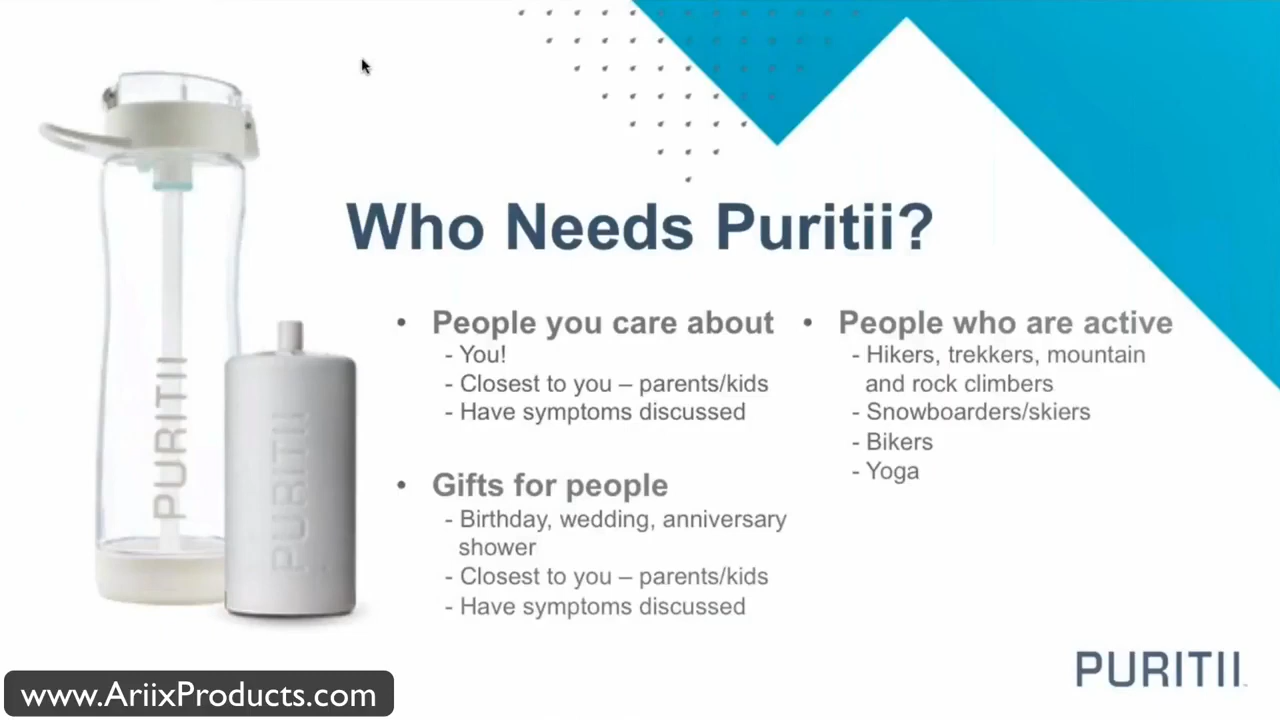 Who Needs Puritii?
• People you care about
- You!
- Closest to you – parents/kids
- Have symptoms discussed
• Gifts for people
- Birthday, wedding, anniversary
shower
- Closest to you – parents/kids
- Have symptoms discussed
• People who are active
- Hikers, trekkers, mountain
and rock climbers
- Snowboarders/skiers
- Bikers
- Yoga
PURITII
PURITII
PURITII
www.AriixProducts.com